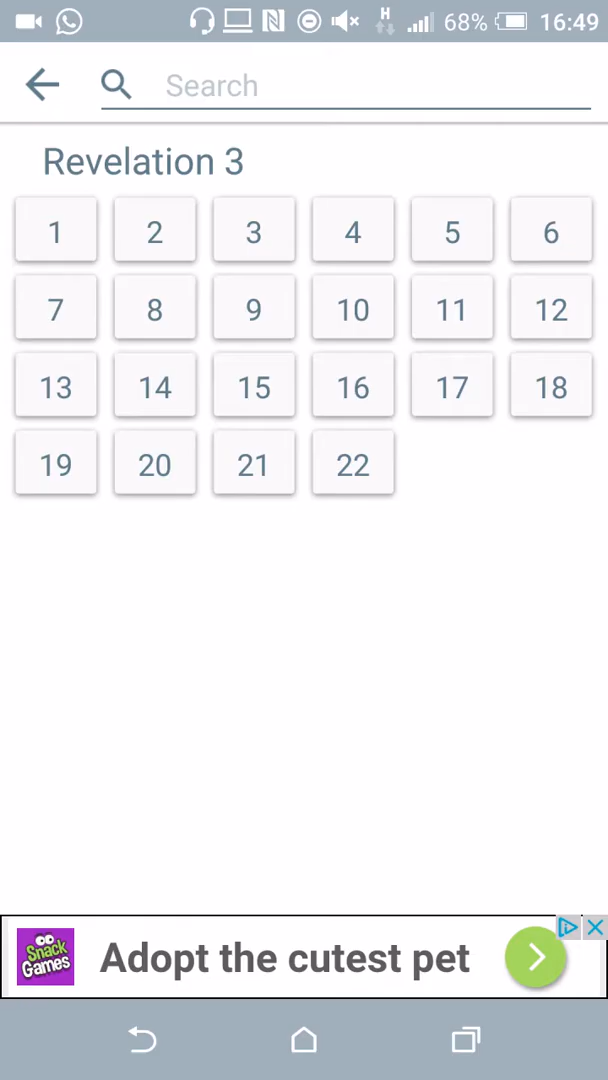 H 68% 16:49
Search
Revelation 3
1 2 3 4 5 6
7 8 9 10 11 12
13 14 15 16 17 18
19 20 21 22
Snack Games
Adopt the cutest pet